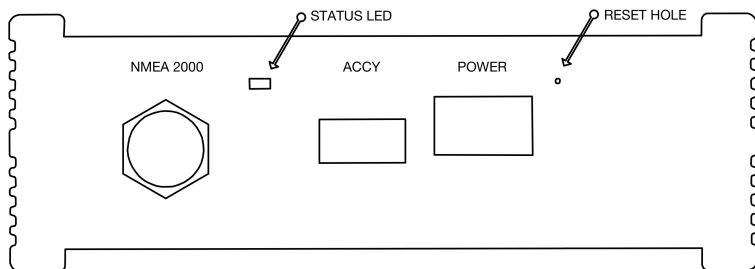 STATUS LED
RESET HOLE
NMEA 2000
ACCY
POWER